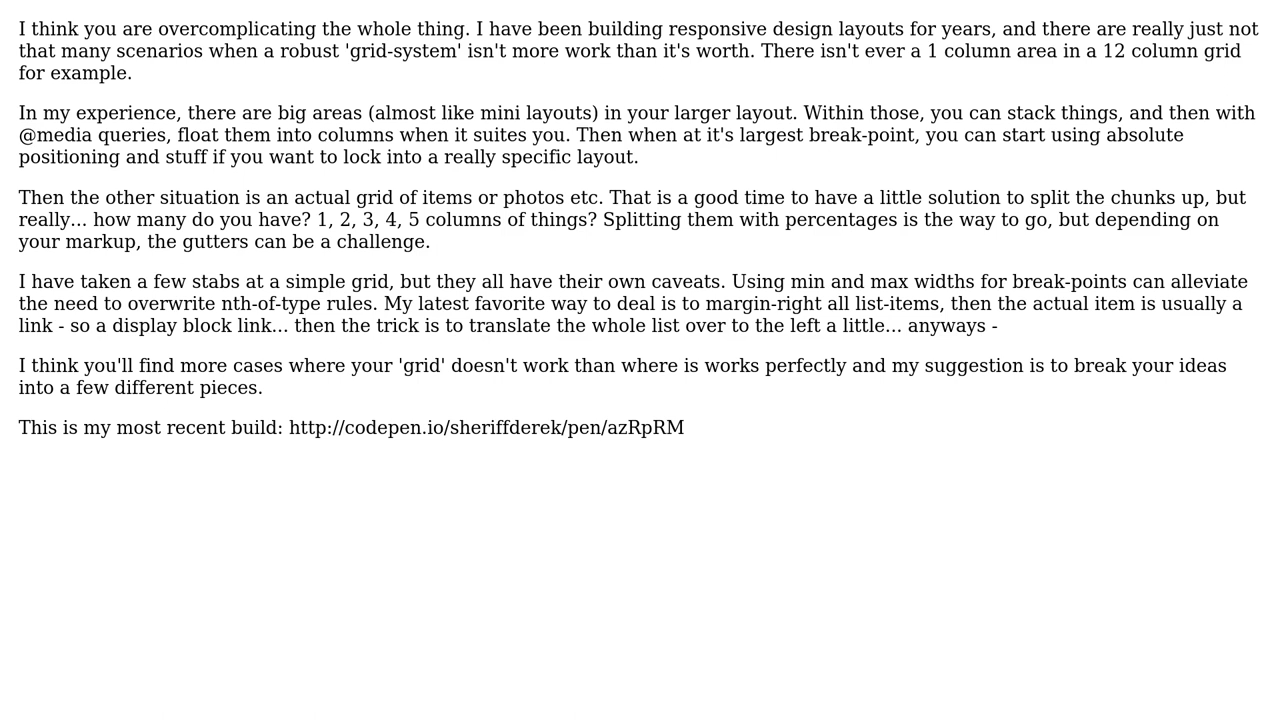 I think you are overcomplicating the whole thing. I have been building responsive design layouts for years, and there are really just not
that many scenarios when a robust 'grid-system' isn't more work than it's worth. There isn't ever a 1 column area in a 12 column grid
for example.
In my experience, there are big areas (almost like mini layouts) in your larger layout. Within those, you can stack things, and then with
@media queries, float them into columns when it suites you. Then when at it's largest break-point, you can start using absolute
positioning and stuff if you want to lock into a really specific layout.
Then the other situation is an actual grid of items or photos etc. That is a good time to have a little solution to split the chunks up, but
really... how many do you have? 1, 2, 3, 4, 5 columns of things? Splitting them with percentages is the way to go, but depending on
your markup, the gutters can be a challenge.
I have taken a few stabs at a simple grid, but they all have their own caveats. Using min and max widths for break-points can alleviate
the need to overwrite nth-of-type rules. My latest favorite way to deal is to margin-right all list-items, then the actual item is usually a
link - so a display block link... then the trick is to translate the whole list over to the left a little... anyways -
I think you'll find more cases where your 'grid' doesn't work than where is works perfectly and my suggestion is to break your ideas
into a few different pieces.
This is my most recent build: http://codepen.io/sheriffderek/pen/azRpRM